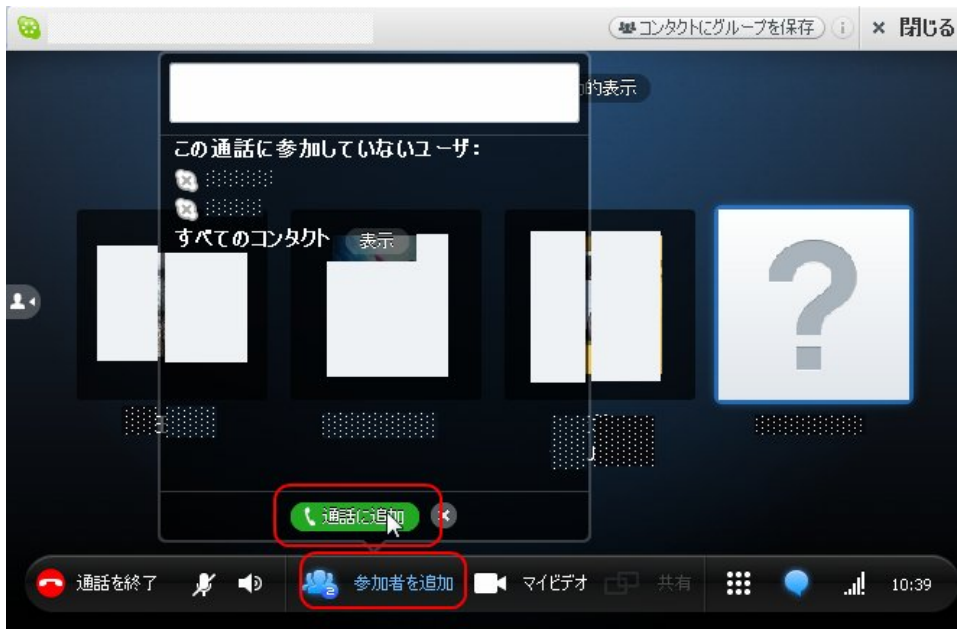 コンタクトにグループを保存
i
× 閉じる
的表示
この通話に参加していないユーザ:
すべてのコンタクト 表示
?
通話に追加
通話を終了
2
参加者を追加
マイビデオ
共有
10:39